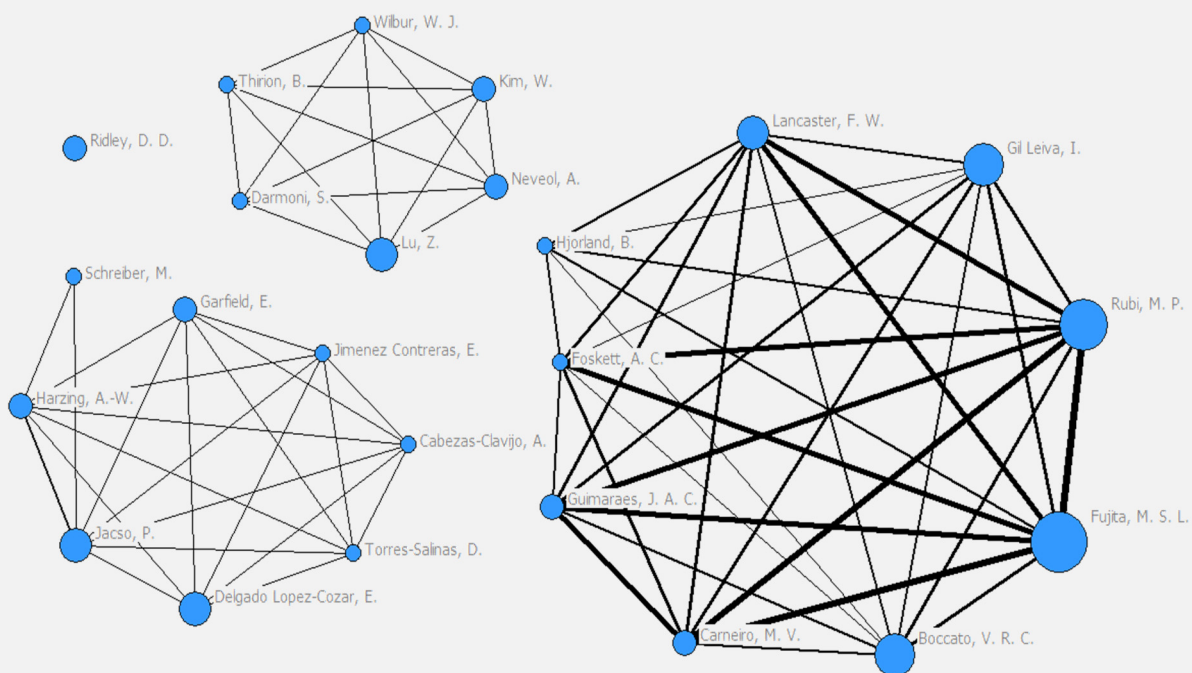 Wilbur, W. J.
Thirion, B.
Kim, W.
Ridley, D. D.
Darmoni, S.
Neveol, A.
Lu, Z.
Schreiber, M.
Garfield, E.
Jimenez Contreras, E.
Harzing, A.-W.
Cabezas-Clavijo, A.
Jacso, P.
Torres-Salinas, D.
Delgado Lopez-Cozar, E.
Lancaster, F. W.
Gil Leiva, I.
Hjorland, B.
Rubi, M. P.
Foskett, A. C.
Guimaraes, J. A. C.
Fujita, M. S. L.
Carneiro, M. V.
Boccato, V. R. C.